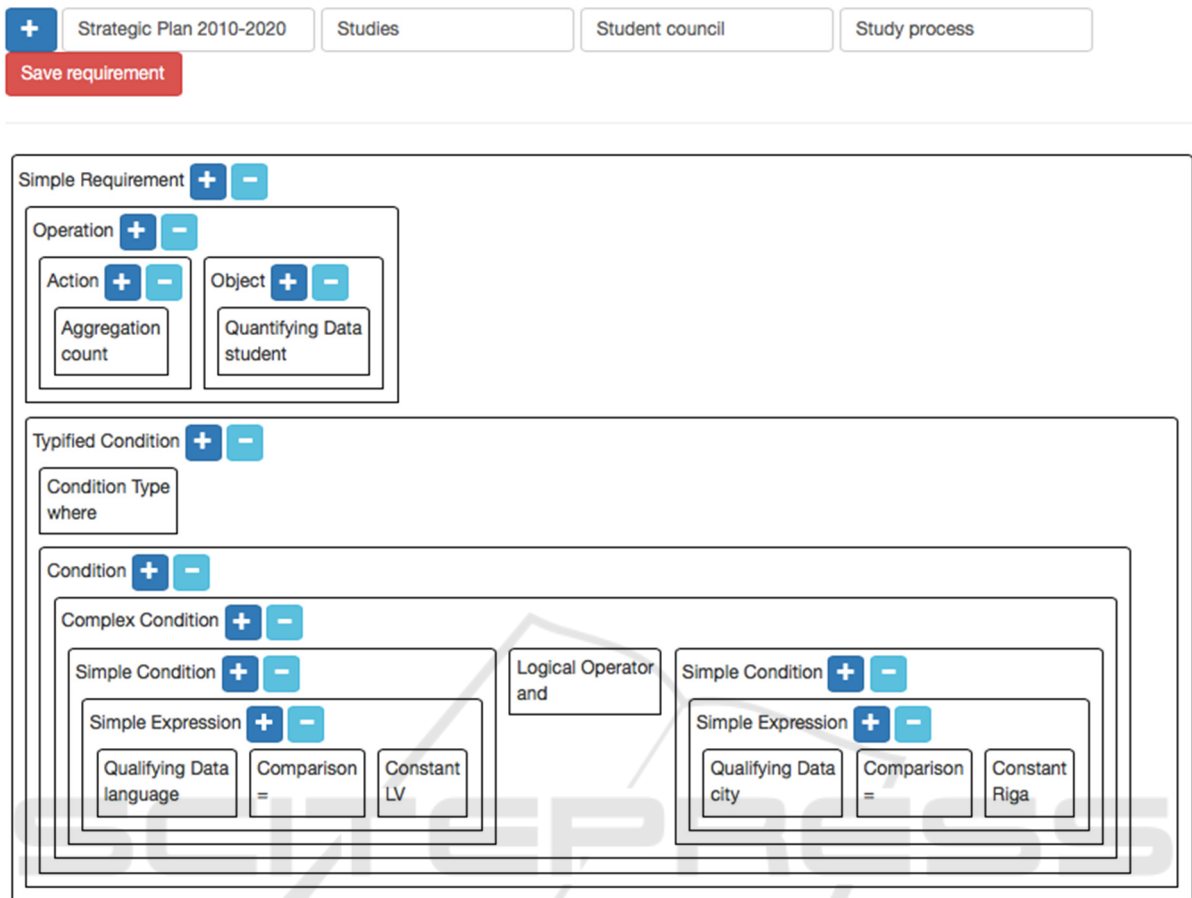 + Strategic Plan 2010-2020 Studies Student council Study process
Save requirement
Simple Requirement + −
Operation + −
Action + − Object + −
Aggregation Quantifying Data
count student
Typified Condition + −
Condition Type
where
Condition + −
Complex Condition + −
Simple Condition + − Logical Operator Simple Condition + −
and
Simple Expression + − Simple Expression + −
Qualifying Data Comparison Constant Qualifying Data Comparison Constant
language = LV city = Riga
SCITEPRESS